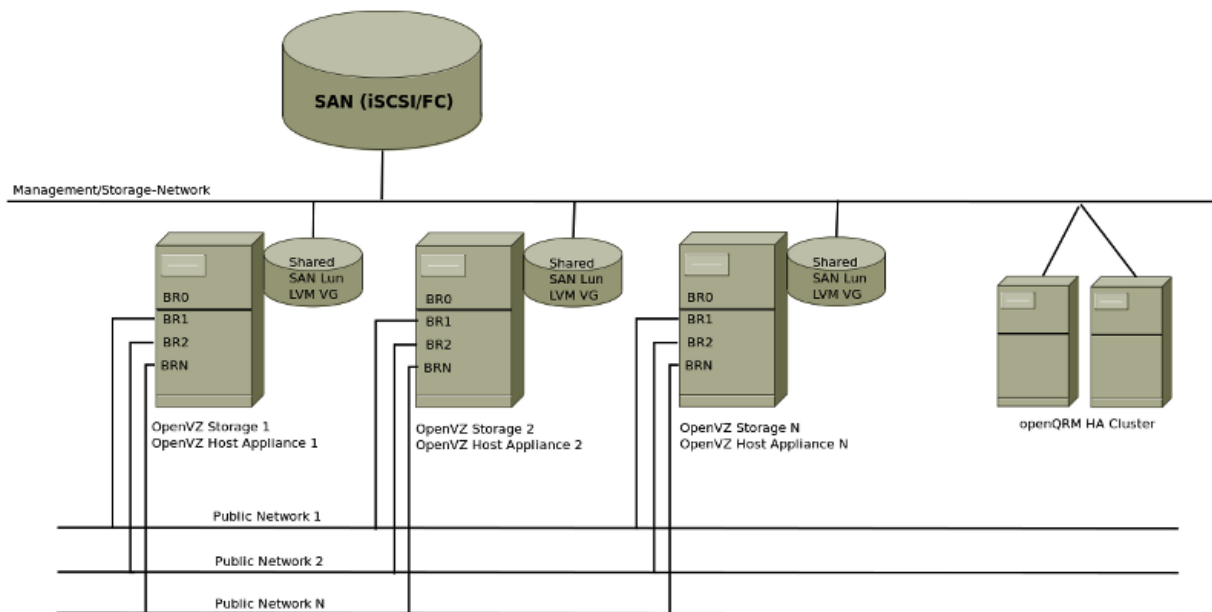 SAN (iSCSI/FC)
Management/Storage-Network
Shared
SAN Lun
LVM VG
BR0
BR1
BR2
BRN
OpenVZ Storage 1
OpenVZ Host Appliance 1
Shared
SAN Lun
LVM VG
BR0
BR1
BR2
BRN
OpenVZ Storage 2
OpenVZ Host Appliance 2
Shared
SAN Lun
LVM VG
BR0
BR1
BR2
BRN
OpenVZ Storage N
OpenVZ Host Appliance N
openQRM HA Cluster
Public Network 1
Public Network 2
Public Network N